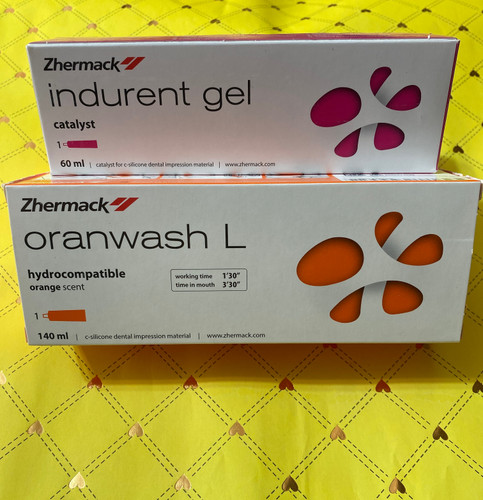 Zhermack
indurent gel
catalyst
1
60 ml | catalyst for c-silicone dental impression material | www.zhermack.com
Zhermack
oranwash L
hydrocompatible
orange scent
working time 1'30"
time in mouth 3'30"
1
140 ml | c-silicone dental impression material | www.zhermack.com